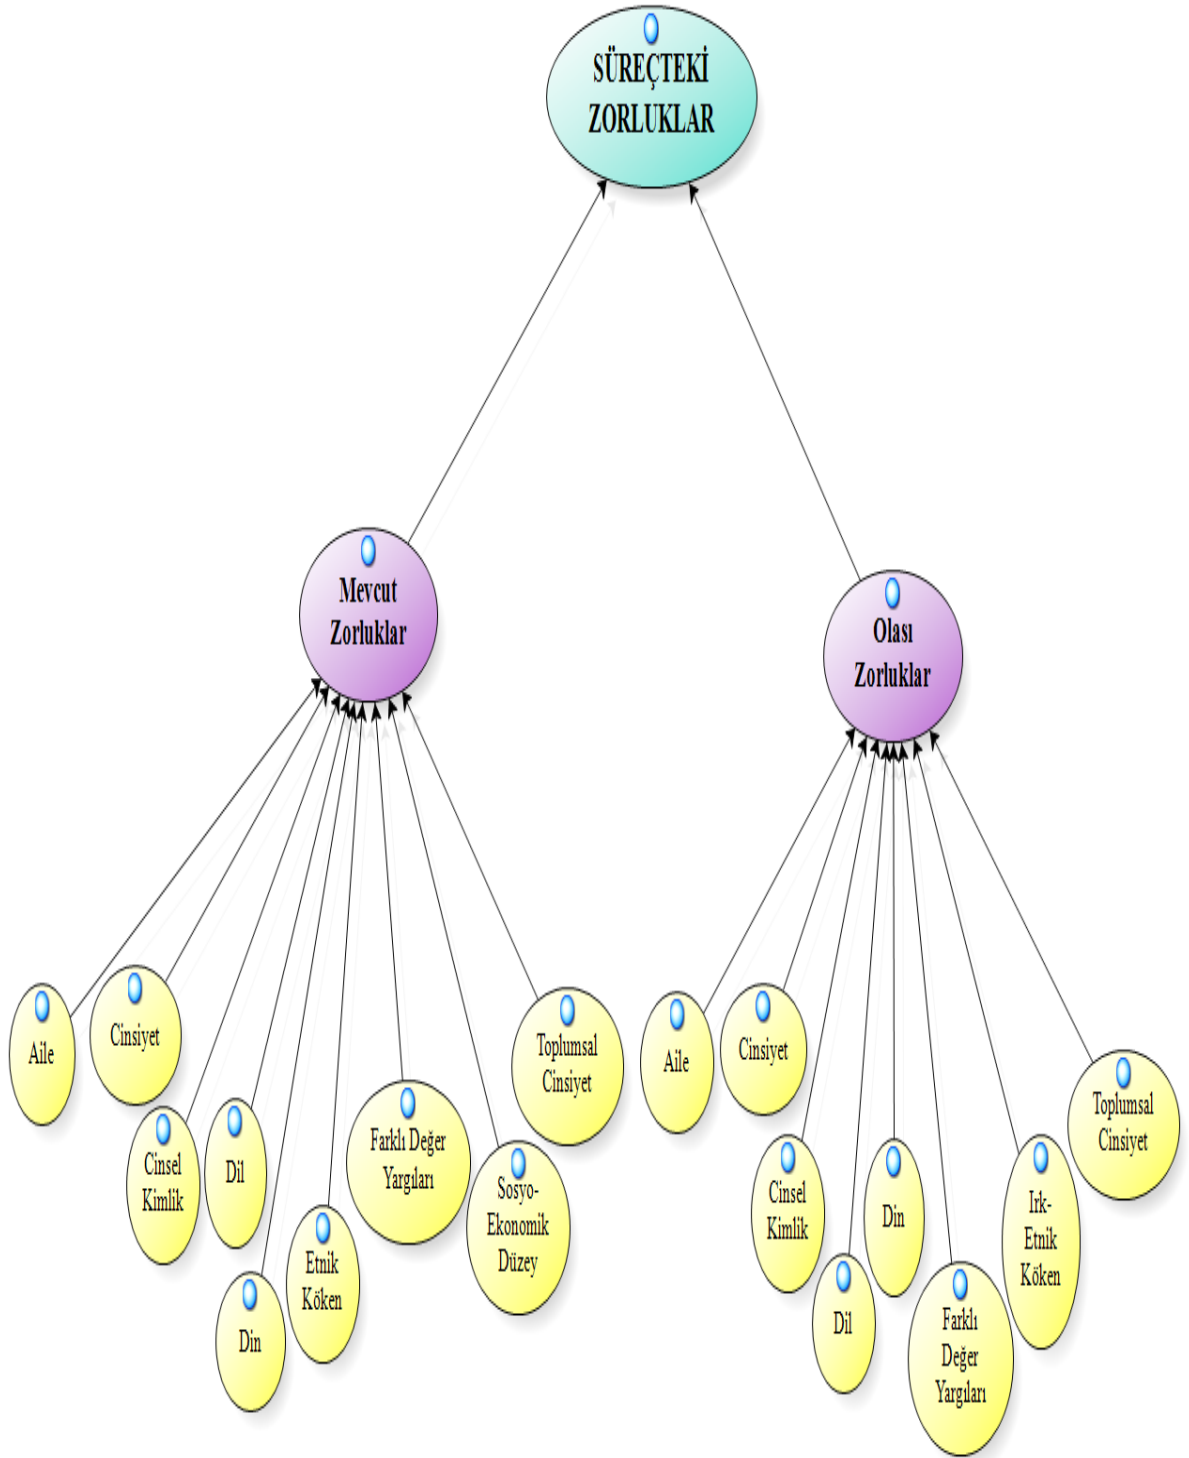 SÜREÇTEKİ
ZORLUKLAR
Mevcut
Zorluklar
Olası
Zorluklar
Aile
Cinsiyet
Cinsel
Kimlik
Dil
Din
Etnik
Köken
Farklı Değer
Yargıları
Sosyo-
Ekonomik
Düzey
Toplumsal
Cinsiyet
Aile
Cinsiyet
Cinsel
Kimlik
Dil
Din
Farklı
Değer
Yargıları
Irk-
Etnik
Köken
Toplumsal
Cinsiyet